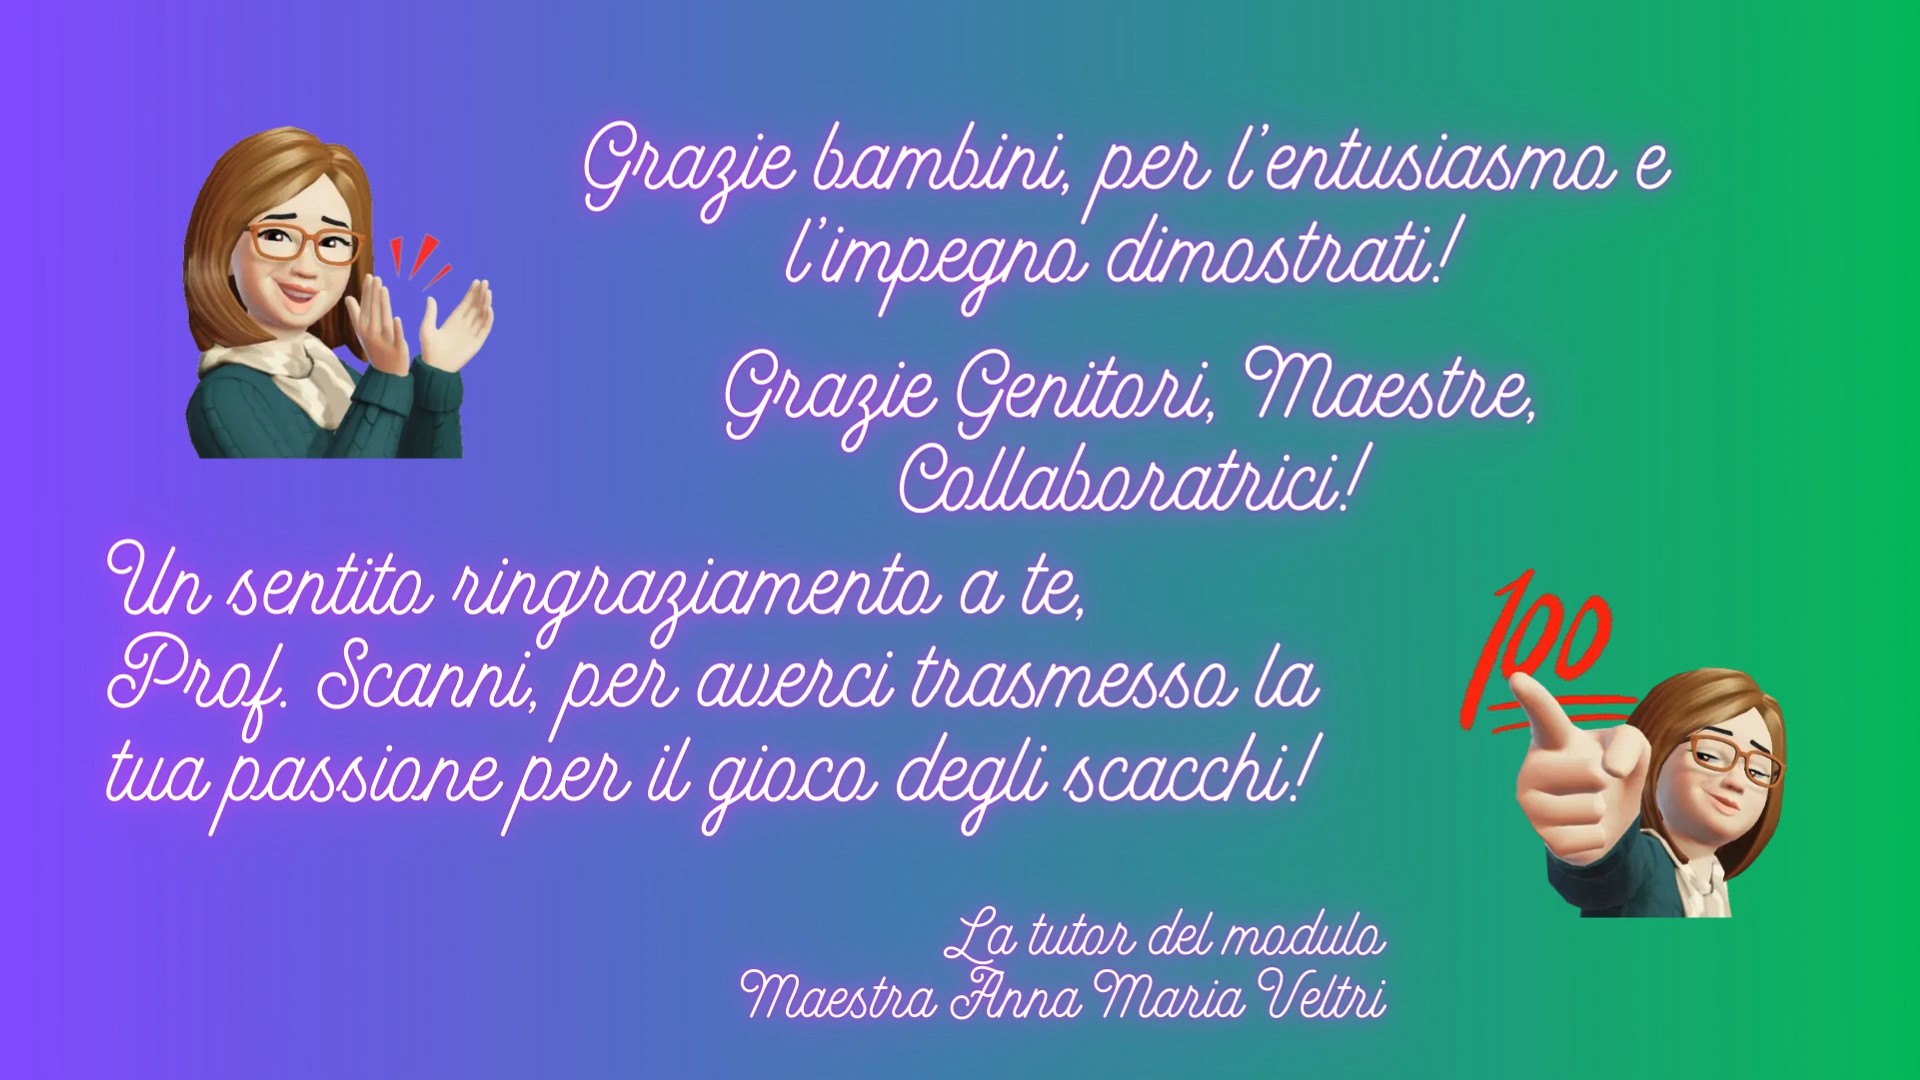 Grazie bambini, per l'entusiasmo e
l'impegno dimostrati!
Grazie Genitori, Maestre,
Collaboratrici!
Un sentito ringraziamento a te,
Prof. Scanni, per averci trasmesso la
tua passione per il gioco degli scacchi!
100
La tutor del modulo
Maestra Anna Maria Veltri